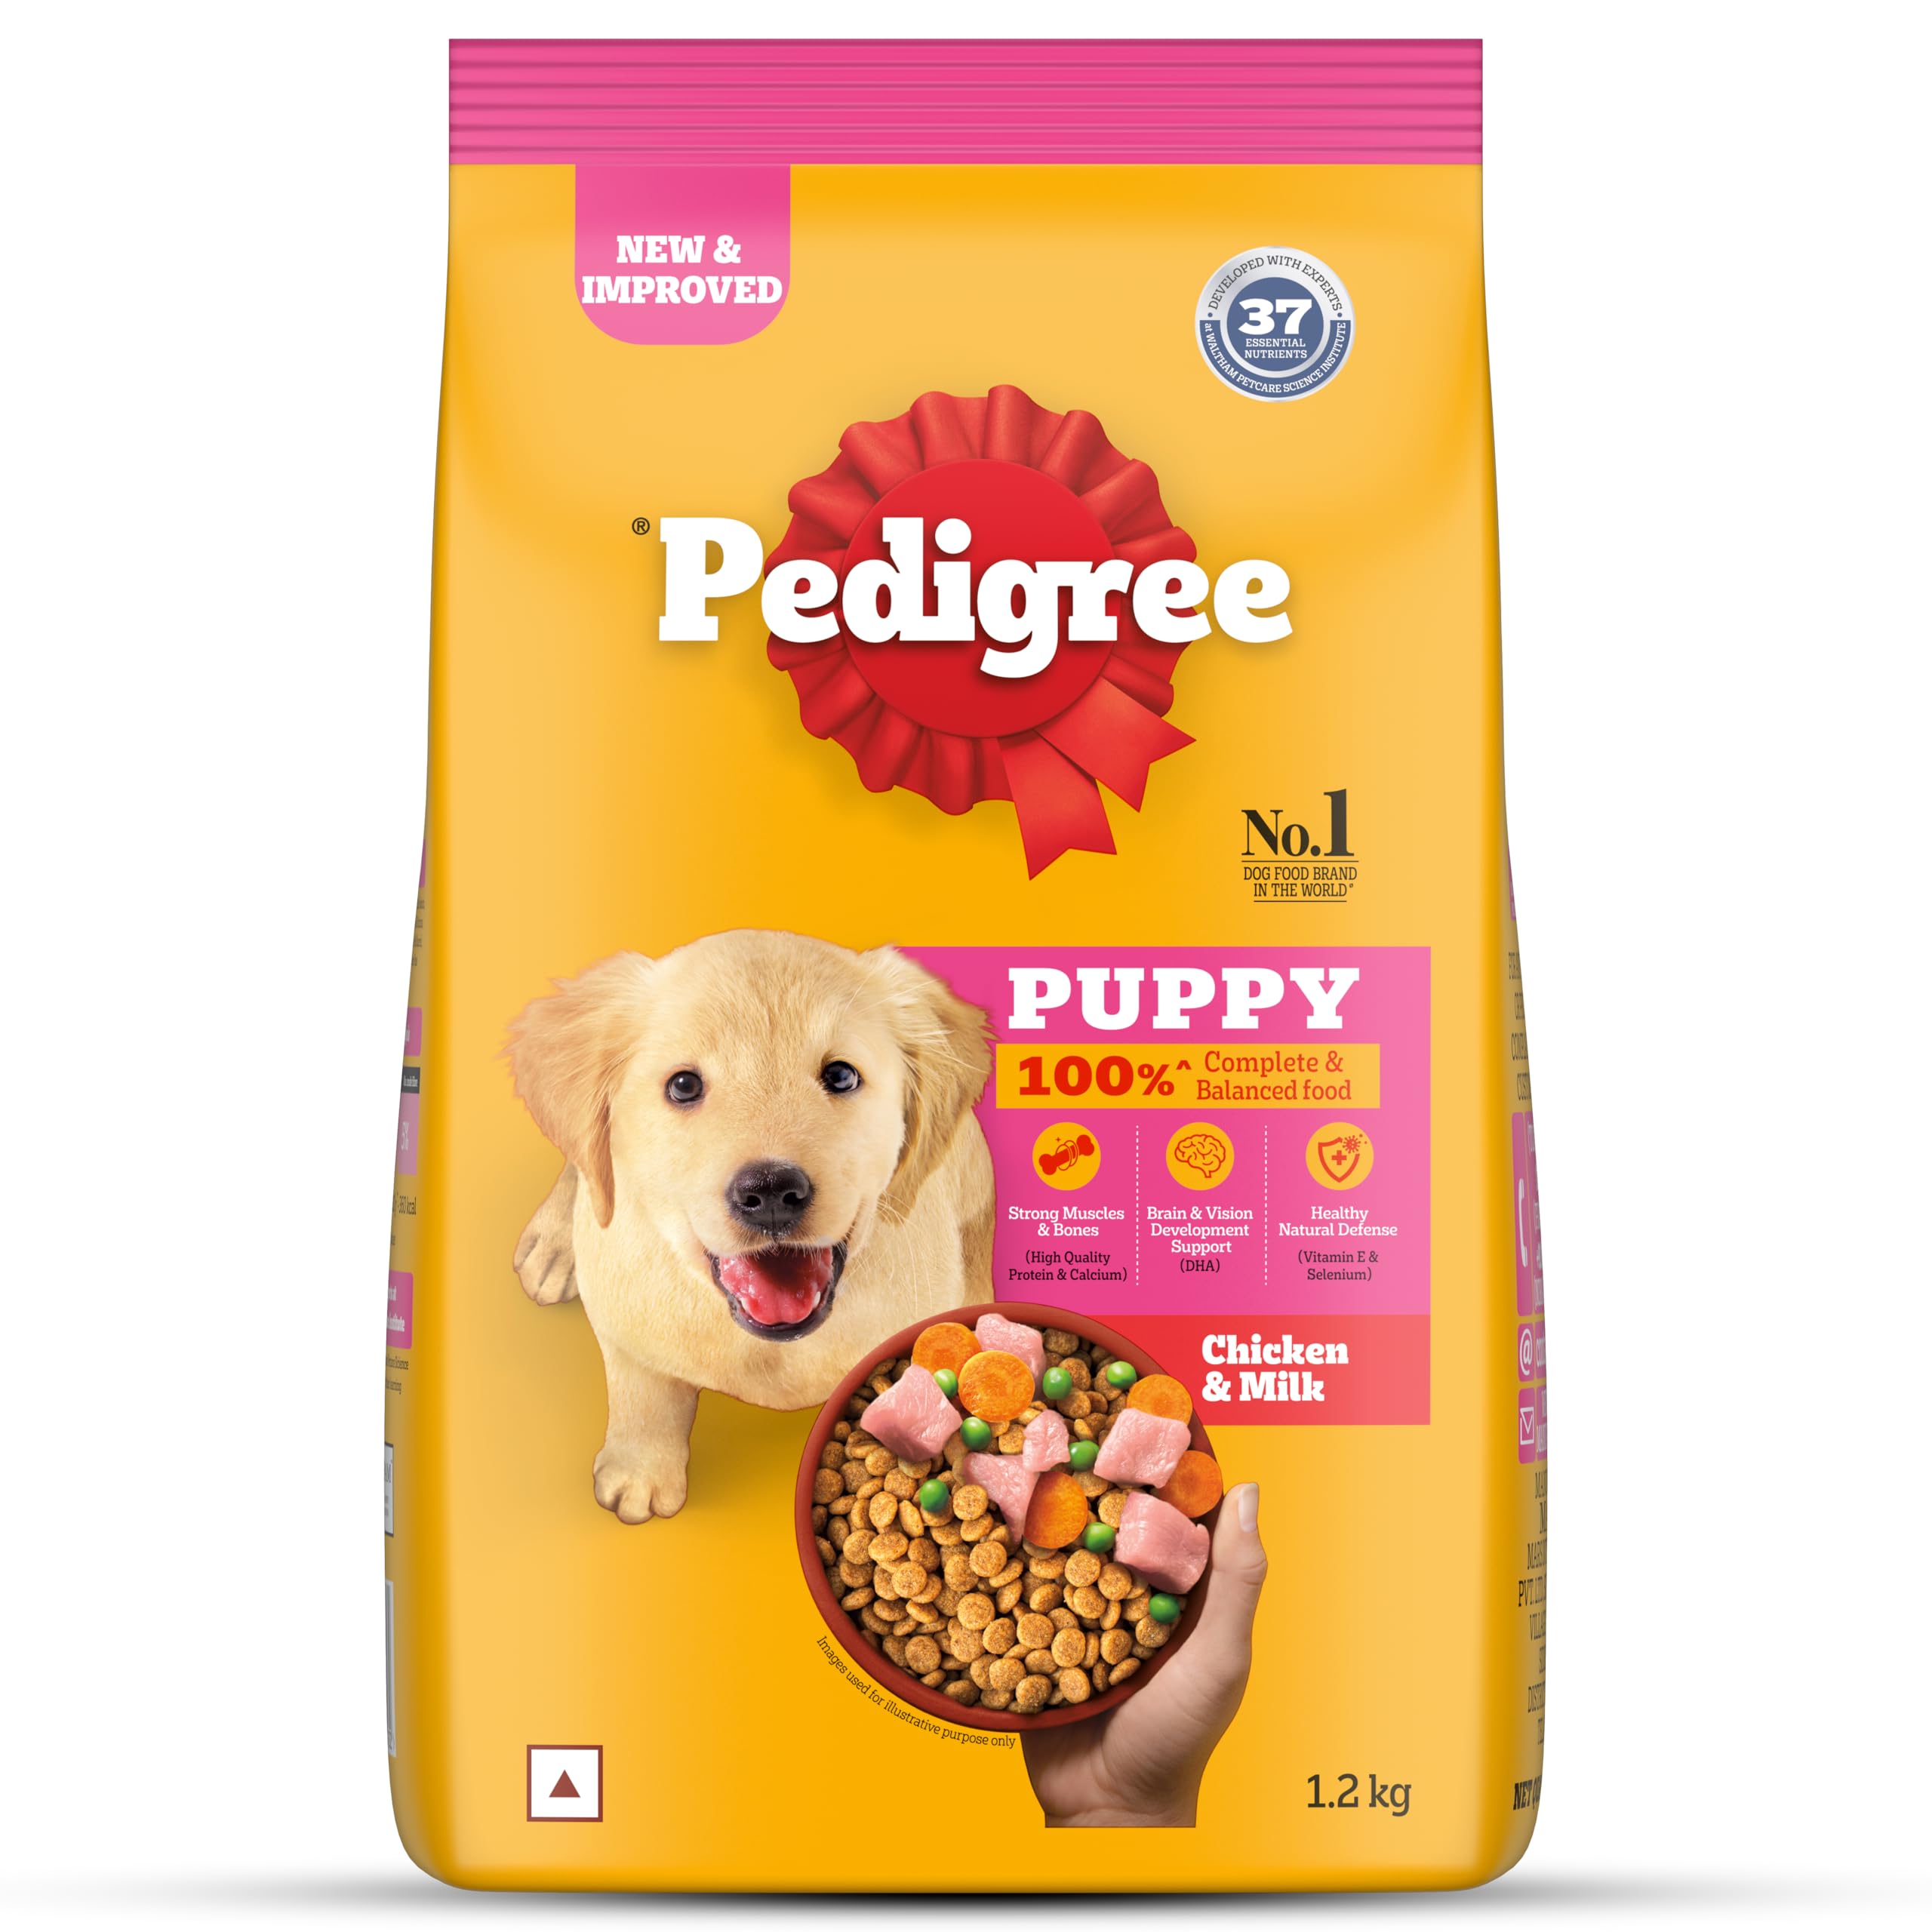 NEW &
IMPROVED
DEVELOPED WITH EXPERTS
37
ESSENTIAL
NUTRIENTS
at WALTHAM PETCARE SCIENCE INSTITUTE
® Pedigree
No.1
DOG FOOD BRAND
IN THE WORLD*
PUPPY
100%^ Complete &
Balanced food
Strong Muscles
& Bones
(High Quality
Protein & Calcium)
Brain & Vision
Development
Support
(DHA)
Healthy
Natural Defense
(Vitamin E &
Selenium)
Chicken
& Milk
Images used for illustrative purpose only
1.2 kg